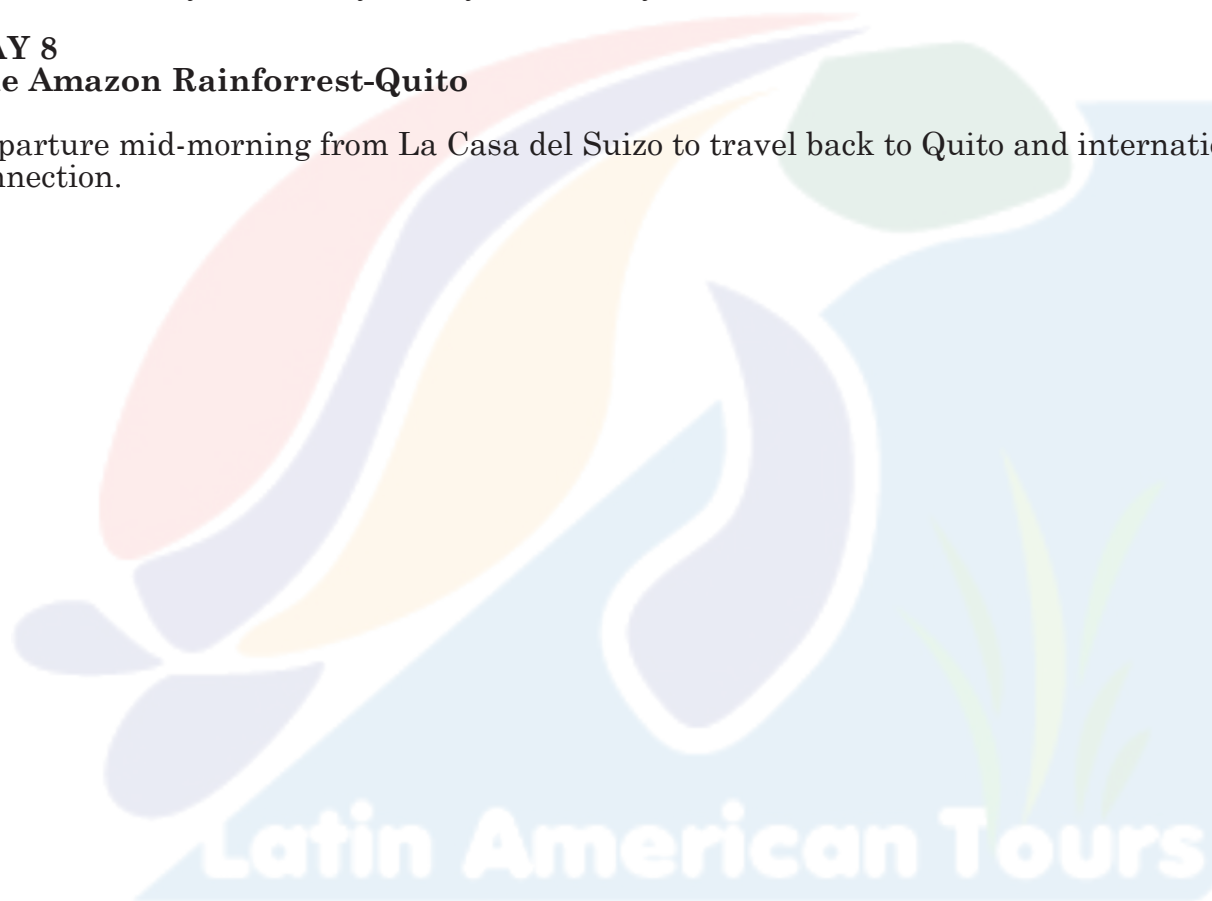 AY 8
e Amazon Rainforrest-Quito
parture mid-morning from La Casa del Suizo to travel back to Quito and internatio
nnection.
Latin American Tours